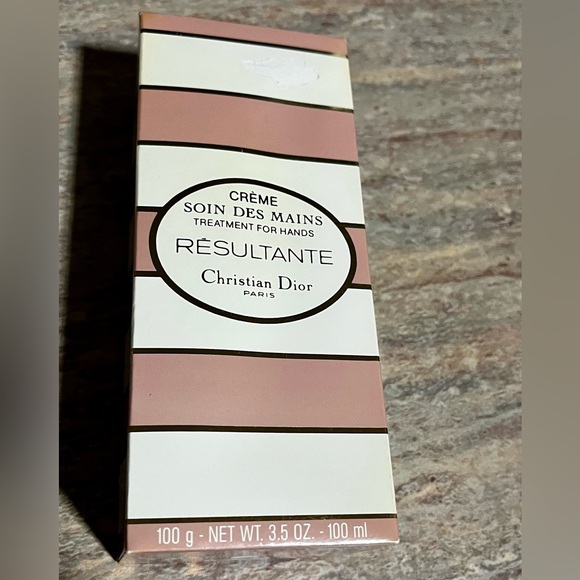 CRÈME
SOIN DES MAINS
TREATMENT FOR HANDS
RÉSULTANTE
Christian Dior
PARIS
100 g - NET WT. 3.5 OZ. - 100 ml